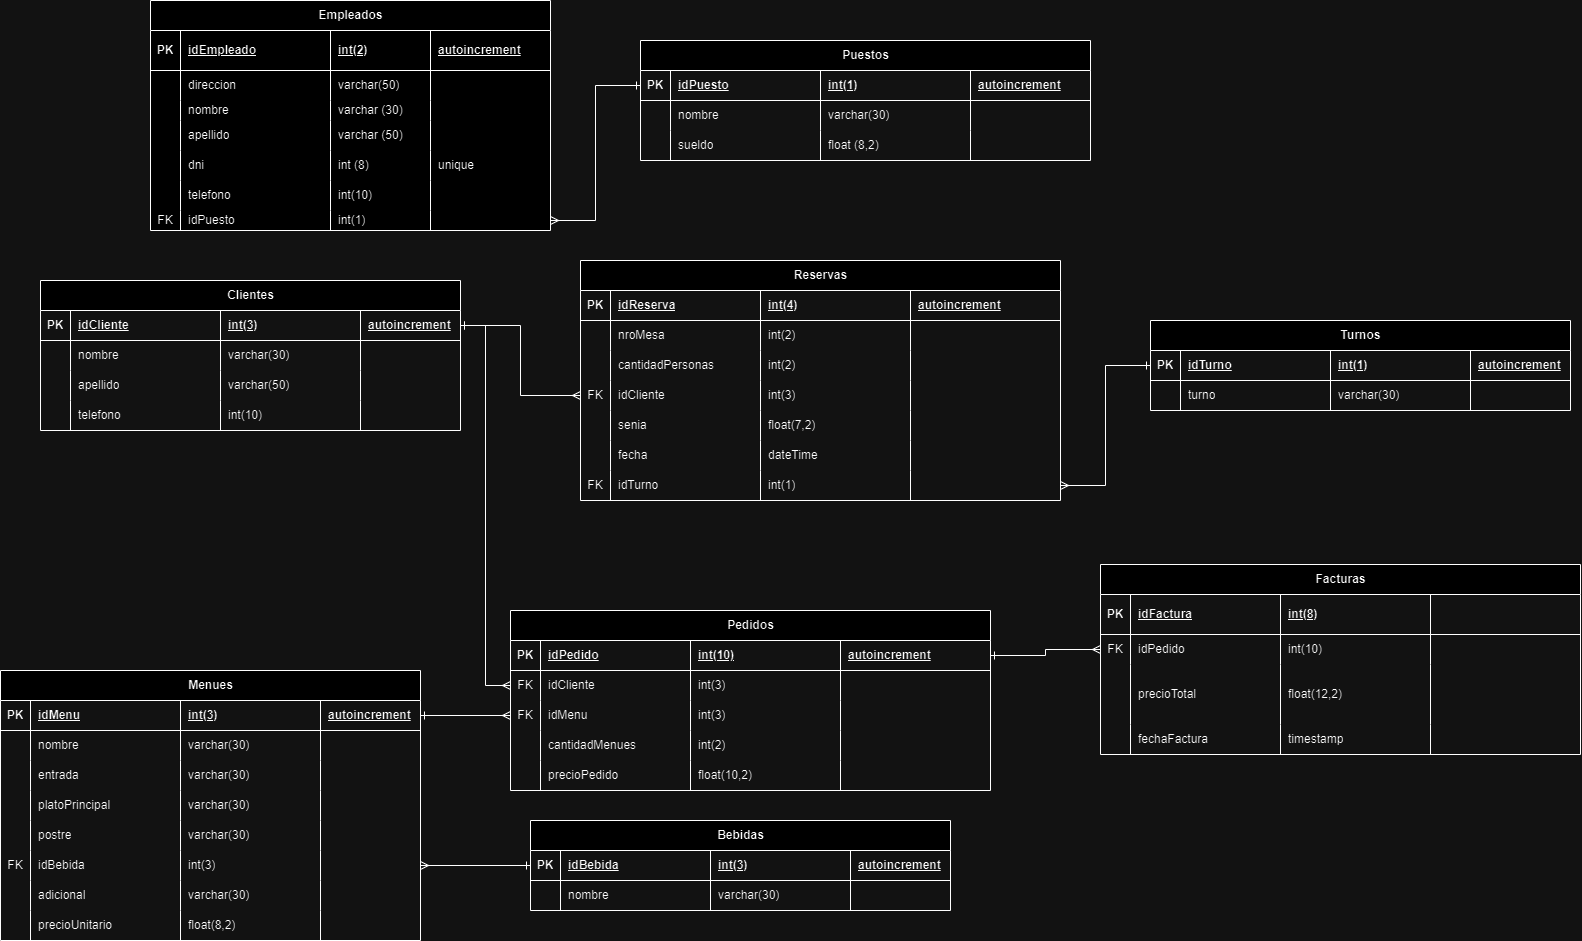 Empleados
PK idEmpleado int(2) autoincrement
direccion varchar(50)
nombre varchar (30)
apellido varchar (50)
dni int (8) unique
telefono int(10)
FK idPuesto int(1)
Puestos
PK idPuesto int(1) autoincrement
nombre varchar(30)
sueldo float (8,2)
Clientes
PK idCliente int(3) autoincrement
nombre varchar(30)
apellido varchar(50)
telefono int(10)
Reservas
PK idReserva int(4) autoincrement
nroMesa int(2)
cantidadPersonas int(2)
FK idCliente int(3)
senia float(7,2)
fecha dateTime
FK idTurno int(1)
Turnos
PK idTurno int(1) autoincrement
turno varchar(30)
Pedidos
PK idPedido int(10) autoincrement
FK idCliente int(3)
FK idMenu int(3)
cantidadMenues int(2)
precioPedido float(10,2)
Facturas
PK idFactura int(8)
FK idPedido int(10)
precioTotal float(12,2)
fechaFactura timestamp
Menues
PK idMenu int(3) autoincrement
nombre varchar(30)
entrada varchar(30)
platoPrincipal varchar(30)
postre varchar(30)
FK idBebida int(3)
adicional varchar(30)
precioUnitario float(8,2)
Bebidas
PK idBebida int(3) autoincrement
nombre varchar(30)